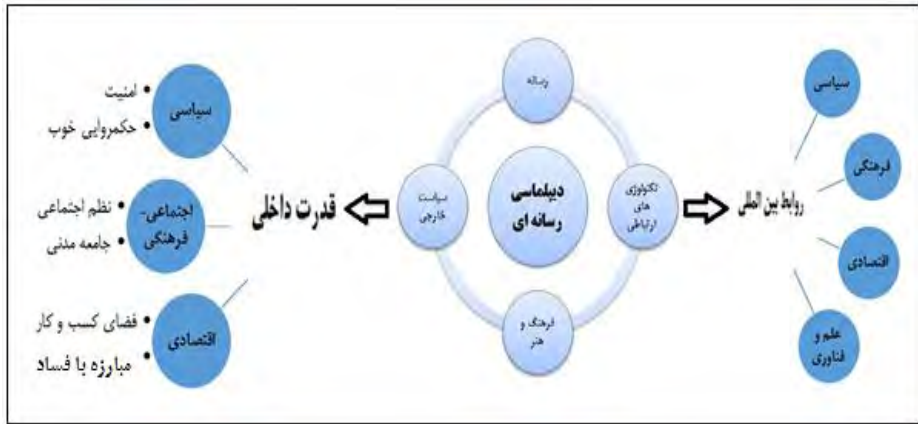 رسانه
دیپلماسی
رسانه ای
تکنولوژی
های
ارتباطی
فرهنگ و
هنر
سیاست
خارجی
روابط بین المللی
سیاسی
فرهنگی
اقتصادی
علم و
فناوری
قدرت داخلی
سیاسی
• امنیت
• حکمروایی خوب
اجتماعی-
فرهنگی
• نظم اجتماعی
• جامعه مدنی
اقتصادی
• فضای کسب و کار
• مبارزه با فساد